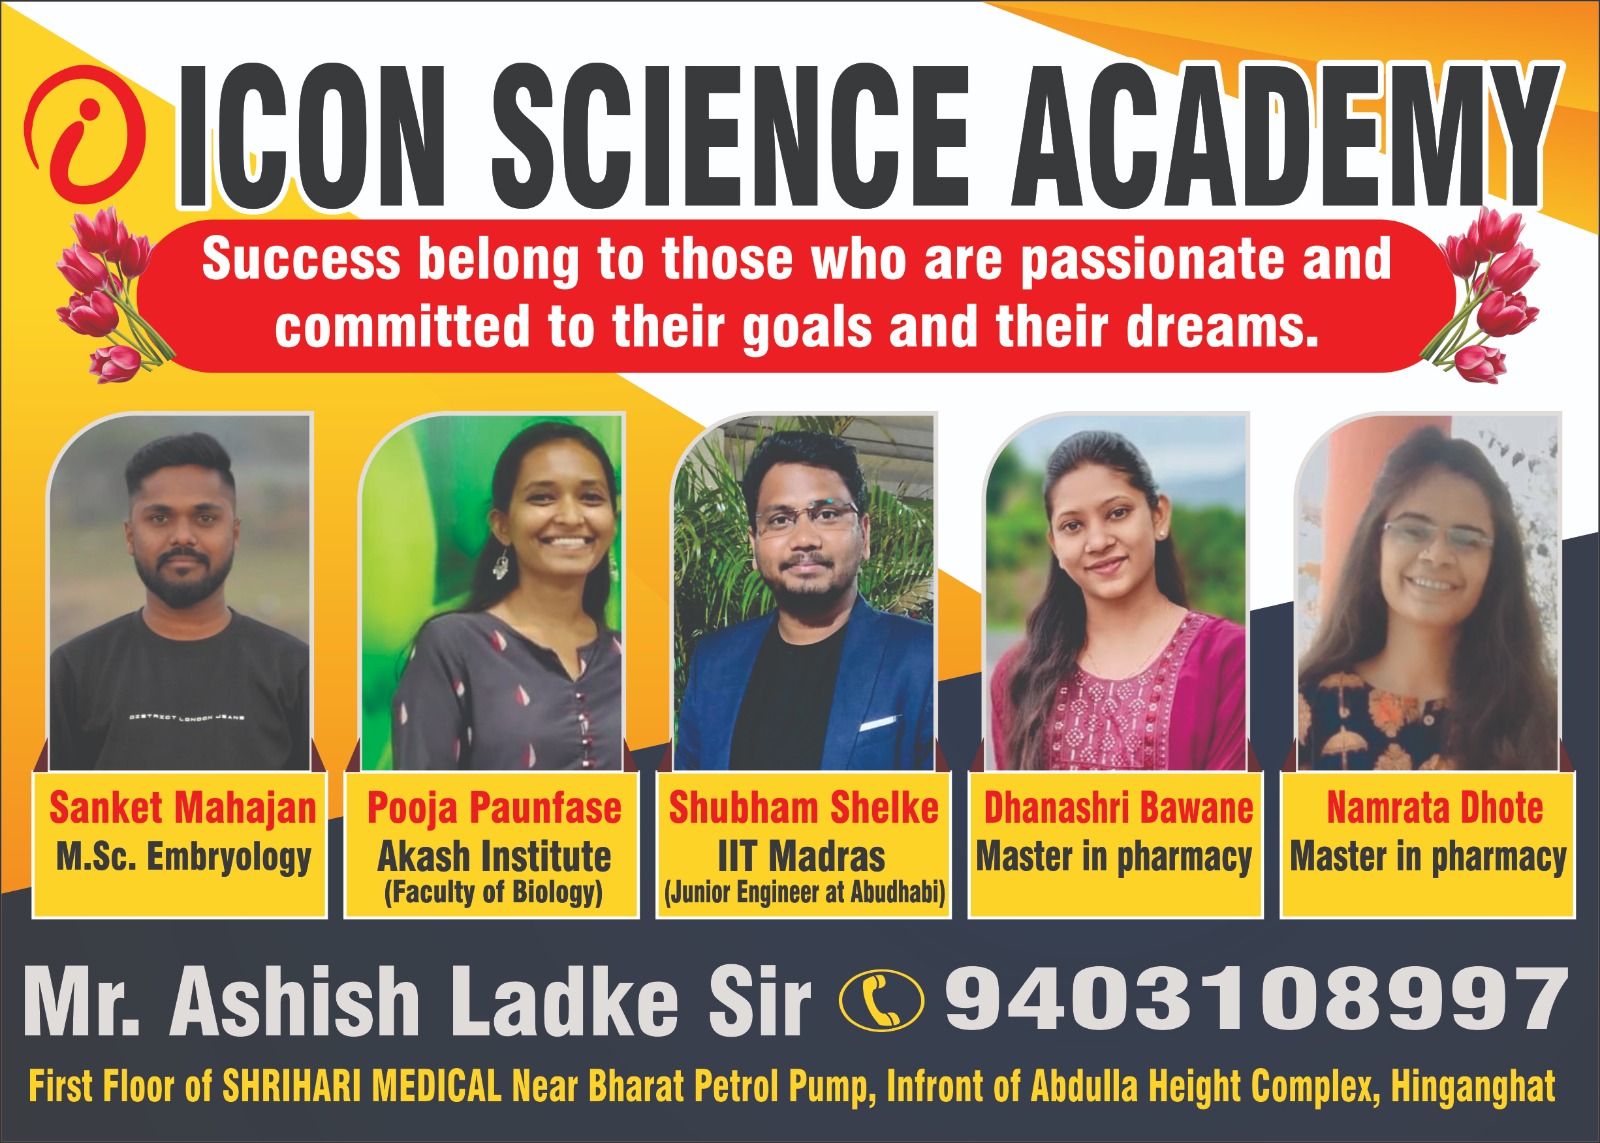 i ICON SCIENCE ACADEMY
Success belong to those who are passionate and
committed to their goals and their dreams.
DISTRICT LONDON JEANS
Sanket Mahajan
M.Sc. Embryology
Pooja Paunfase
Akash Institute
(Faculty of Biology)
Shubham Shelke
IIT Madras
(Junior Engineer at Abudhabi)
Dhanashri Bawane
Master in pharmacy
Namrata Dhote
Master in pharmacy
Mr. Ashish Ladke Sir 9403108997
First Floor of SHRIHARI MEDICAL Near Bharat Petrol Pump, Infront of Abdulla Height Complex, Hinganghat